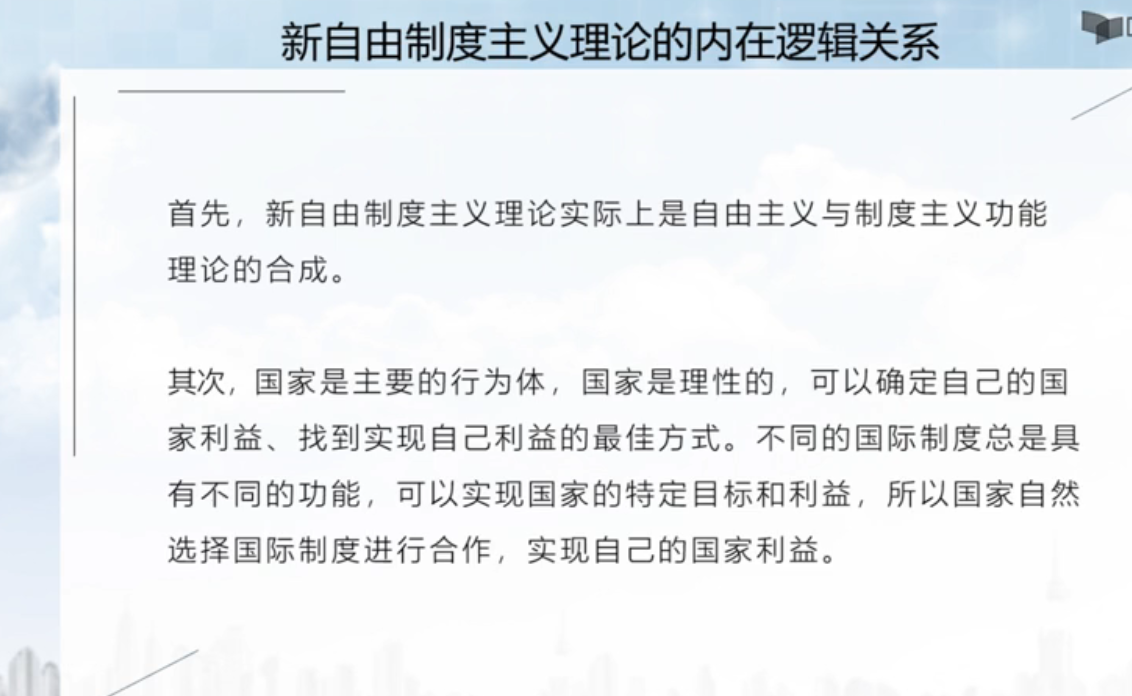 新自由制度主义理论的内在逻辑关系
首先，新自由制度主义理论实际上是自由主义与制度主义功能
理论的合成。
其次，国家是主要的行为体，国家是理性的，可以确定自己的国
家利益、找到实现自己利益的最佳方式。不同的国际制度总是具
有不同的功能，可以实现国家的特定目标和利益，所以国家自然
选择国际制度进行合作，实现自己的国家利益。